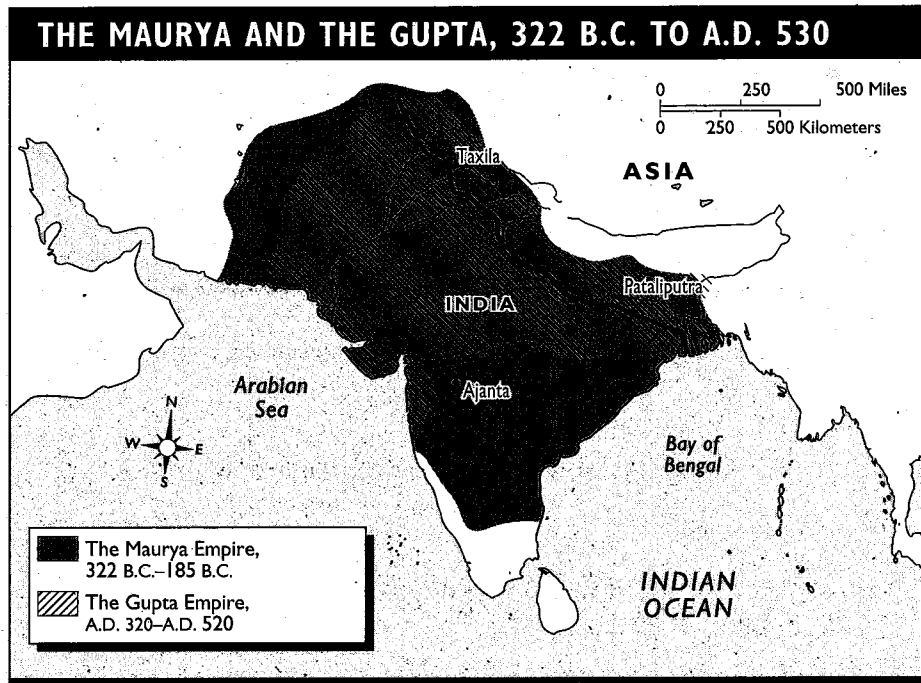 THE MAURYA AND THE GUPTA, 322 B.C. TO A.D. 530
0 250 500 Miles
0 250 500 Kilometers
ASIA
Taxila
Pataliputra
INDIA
Ajanta
Arabian
Sea
N
W E
S
Bay of
Bengal
The Maurya Empire,
322 B.C.–185 B.C.
The Gupta Empire,
A.D. 320–A.D. 520
INDIAN
OCEAN